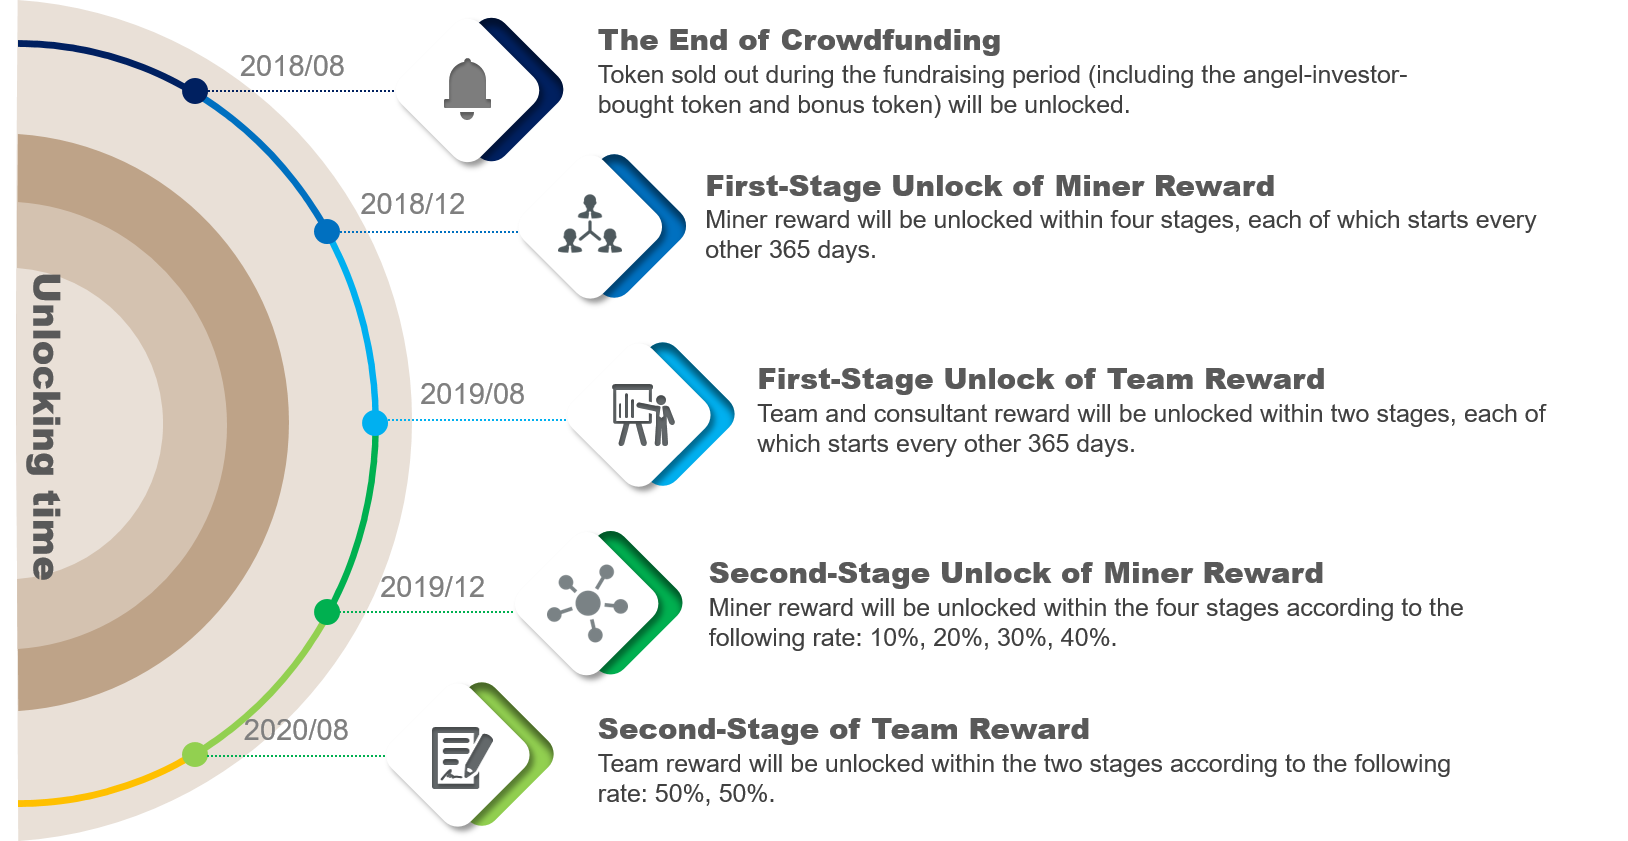 Unlocking time
2018/08
The End of Crowdfunding
Token sold out during the fundraising period (including the angel-investor-
bought token and bonus token) will be unlocked.
2018/12
First-Stage Unlock of Miner Reward
Miner reward will be unlocked within four stages, each of which starts every
other 365 days.
2019/08
First-Stage Unlock of Team Reward
Team and consultant reward will be unlocked within two stages, each of
which starts every other 365 days.
2019/12
Second-Stage Unlock of Miner Reward
Miner reward will be unlocked within the four stages according to the
following rate: 10%, 20%, 30%, 40%.
2020/08
Second-Stage of Team Reward
Team reward will be unlocked within the two stages according to the following
rate: 50%, 50%.